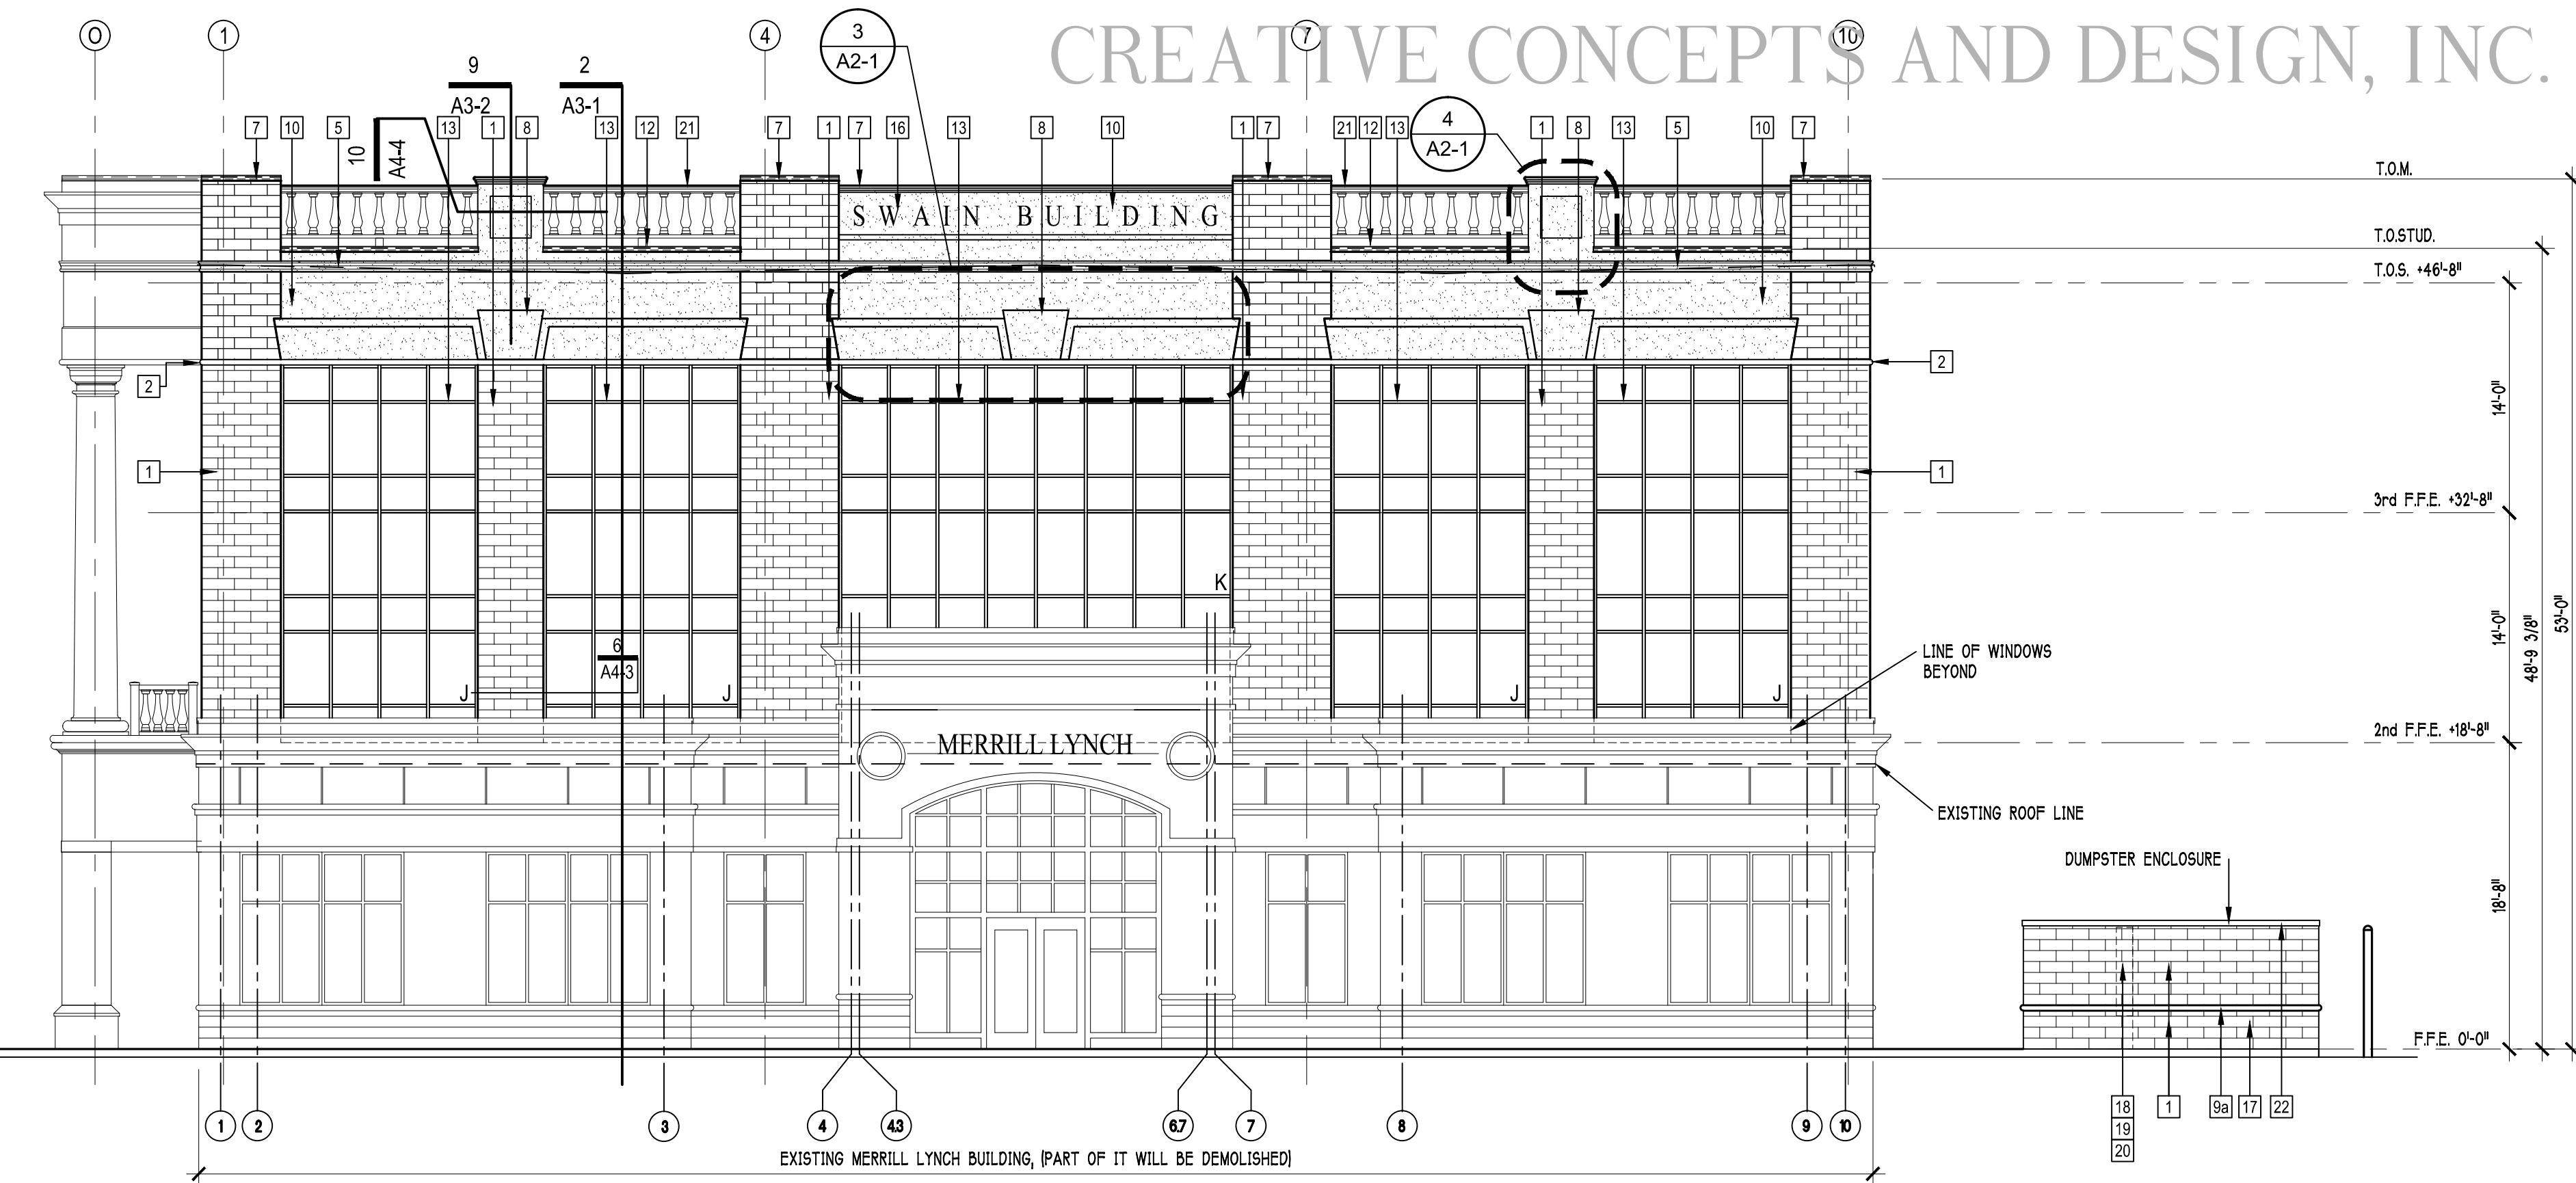 CREATIVE CONCEPTS AND DESIGN, INC.
0 1 4 7 10
3
A2-1
9
A3-2
2
A3-1
10
A4-4
4
A2-1
7 10 5 13 1 8 13 12 21 7 1 7 16 13 8 10 1 7 21 12 13 1 8 13 5 10 7
T.O.M.
SWAIN BUILDING
T.O.STUD.
T.O.S. +46'-8"
2
2
14'-0"
1
1
3rd F.F.E. +32'-8"
K
14'-0"
48'-9 3/8"
53'-0"
6
A4-3
LINE OF WINDOWS
BEYOND
J J J J
2nd F.F.E. +18'-8"
MERRILL LYNCH
EXISTING ROOF LINE
DUMPSTER ENCLOSURE
18'-8"
F.F.E. 0'-0"
1 2 3 4 4.3 6.7 7 8 9 10
18 1 9a 17 22
19
20
EXISTING MERRILL LYNCH BUILDING, (PART OF IT WILL BE DEMOLISHED)